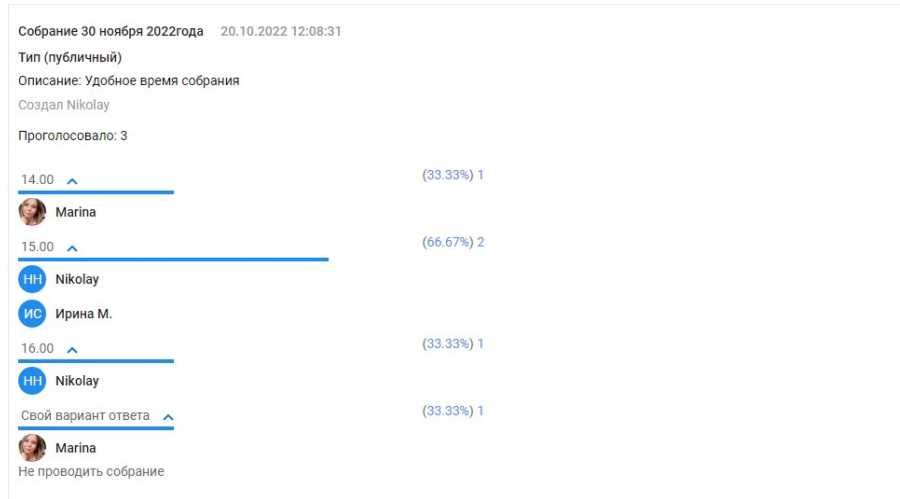 Собрание 30 ноября 2022года 20.10.2022 12:08:31
Тип (публичный)
Описание: Удобное время собрания
Создал Nikolay
Проголосовало: 3
14.00 (33.33%) 1
Marina
15.00 (66.67%) 2
НН Nikolay
ИС Ирина М.
16.00 (33.33%) 1
НН Nikolay
Свой вариант ответа (33.33%) 1
Marina
Не проводить собрание